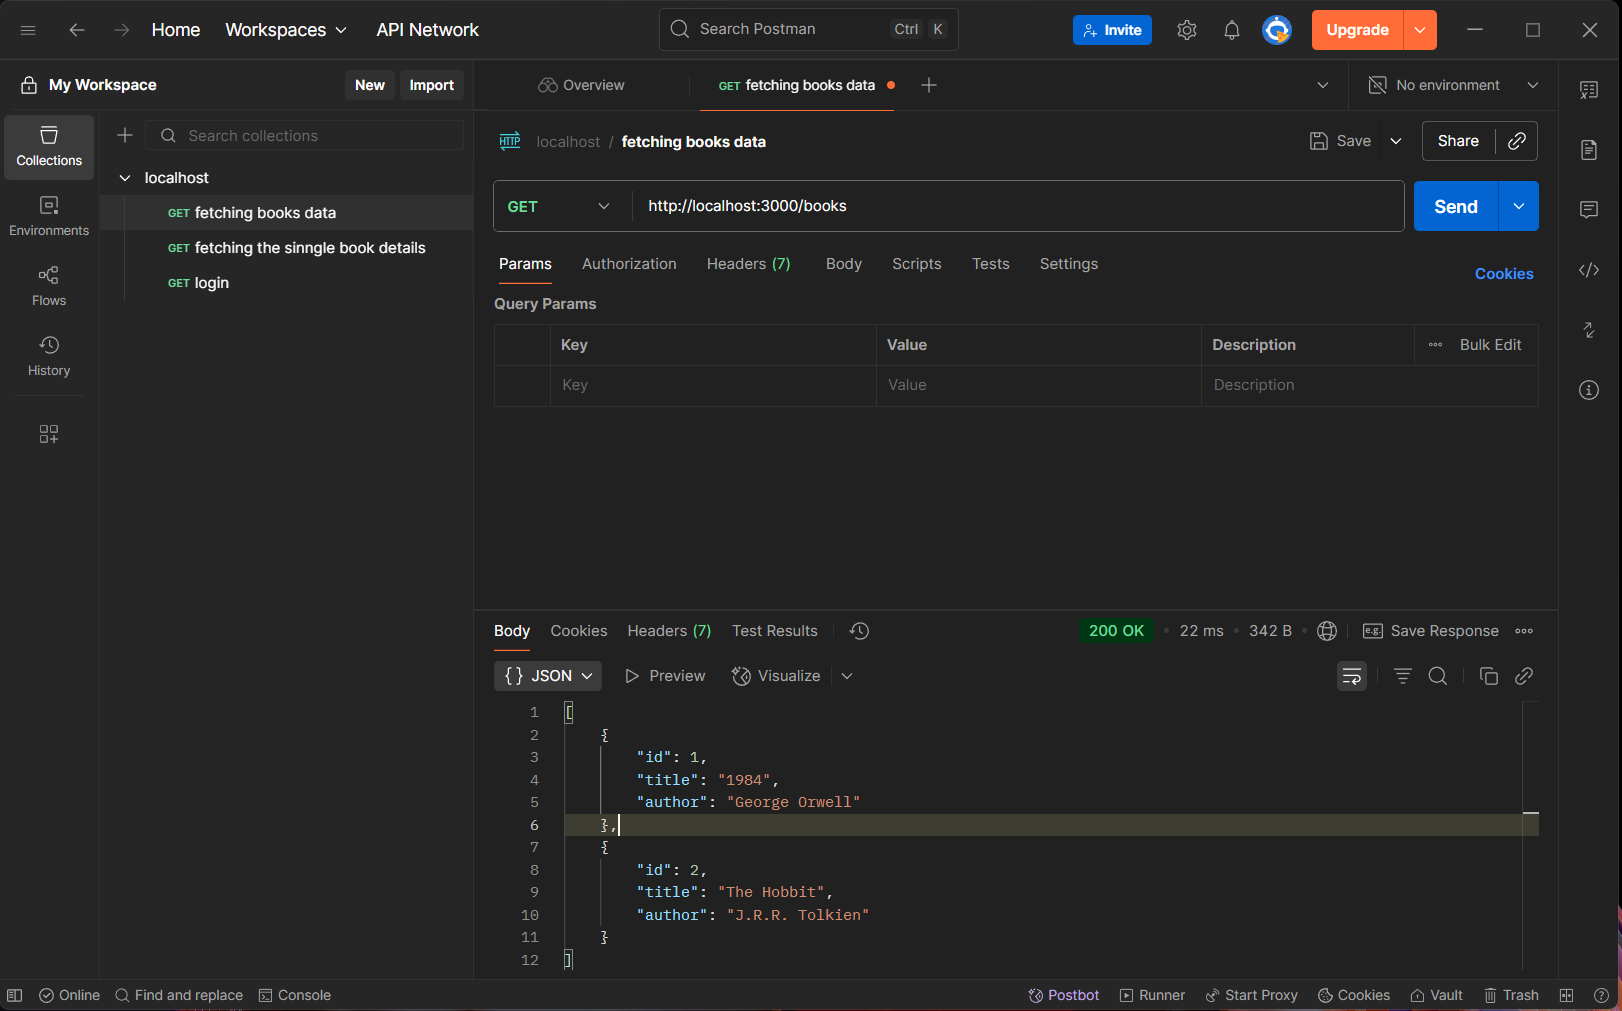 Home Workspaces API Network Search Postman Ctrl K Invite Upgrade
My Workspace New Import Overview GET fetching books data No environment
Collections
Environments
Flows
History
Search collections
localhost
GET fetching books data
GET fetching the sinngle book details
GET login
HTTP localhost / fetching books data Save Share
GET http://localhost:3000/books Send
Params Authorization Headers (7) Body Scripts Tests Settings Cookies
Query Params
Key Value Description Bulk Edit
Key Value Description
Body Cookies Headers (7) Test Results 200 OK 22 ms 342 B e.g. Save Response
{} JSON Preview Visualize
1 [
2 {
3 "id": 1,
4 "title": "1984",
5 "author": "George Orwell"
6 },
7 {
8 "id": 2,
9 "title": "The Hobbit",
10 "author": "J.R.R. Tolkien"
11 }
12 ]
Online Find and replace Console Postbot Runner Start Proxy Cookies Vault Trash